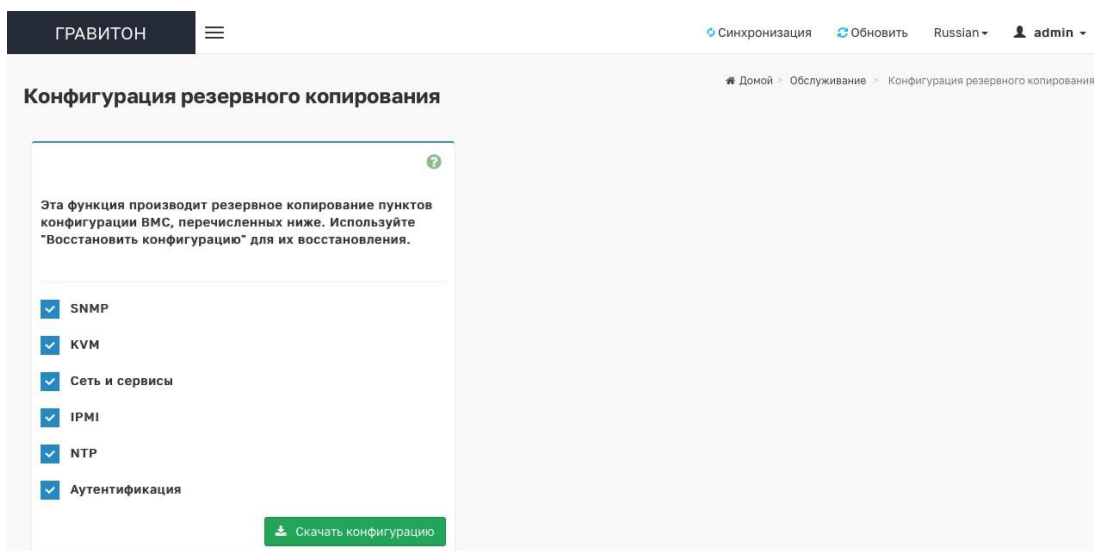 ГРАВИТОН
Синхронизация Обновить Russian admin
Домой > Обслуживание > Конфигурация резервного копирования
Конфигурация резервного копирования
Эта функция производит резервное копирование пунктов
конфигурации BMC, перечисленных ниже. Используйте
"Восстановить конфигурацию" для их восстановления.
SNMP
KVM
Сеть и сервисы
IPMI
NTP
Аутентификация
Скачать конфигурацию